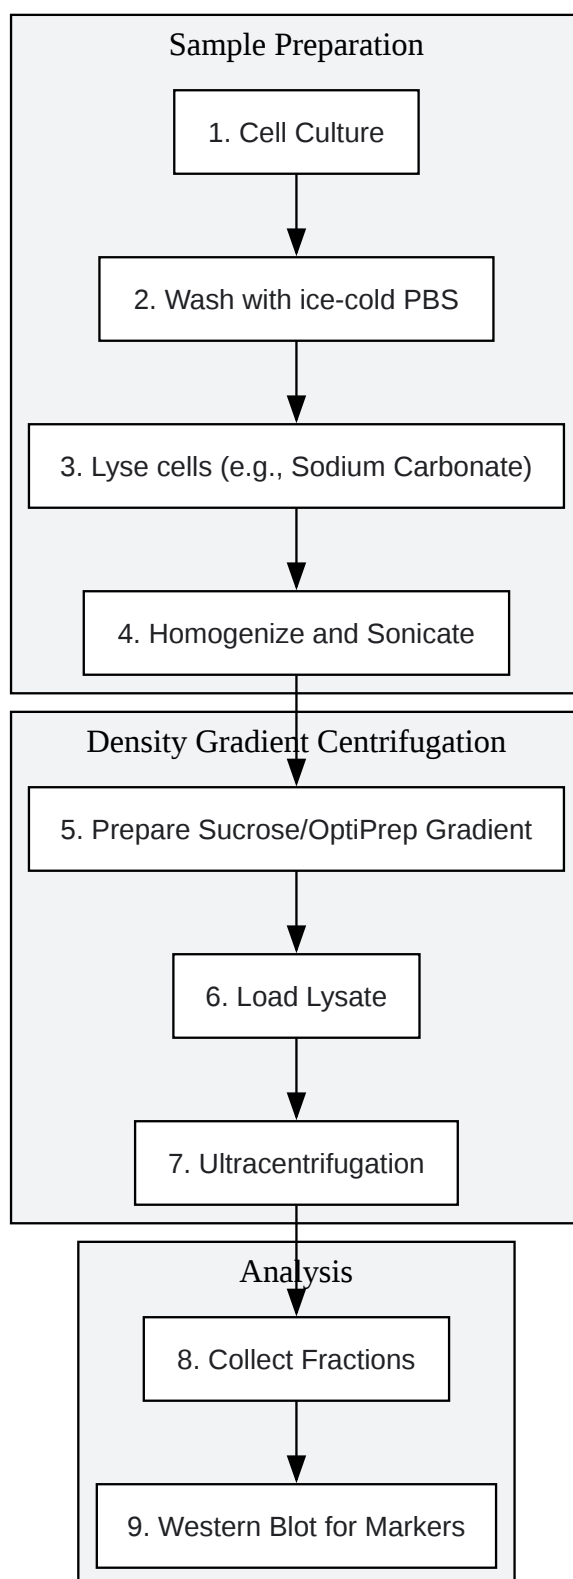 Sample Preparation
1. Cell Culture
2. Wash with ice-cold PBS
3. Lyse cells (e.g., Sodium Carbonate)
4. Homogenize and Sonicate
Density Gradient Centrifugation
5. Prepare Sucrose/OptiPrep Gradient
6. Load Lysate
7. Ultracentrifugation
Analysis
8. Collect Fractions
9. Western Blot for Markers